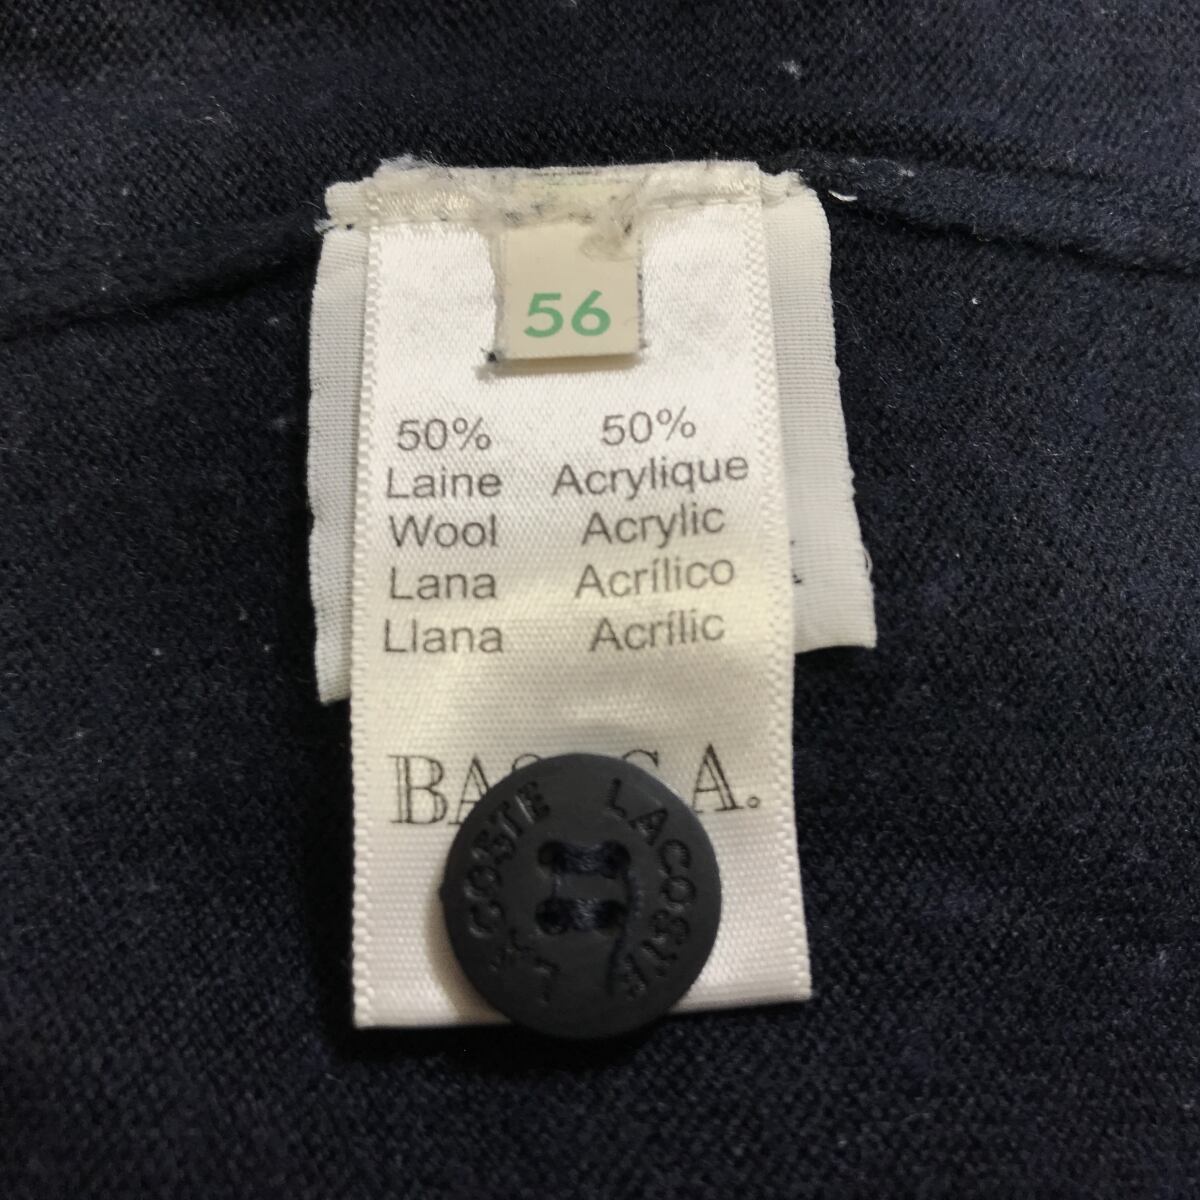 56
50% 50%
Laine Acrylique
Wool Acrylic
Lana Acrílico
Llana Acrílic
LACOSTE LACOSTE